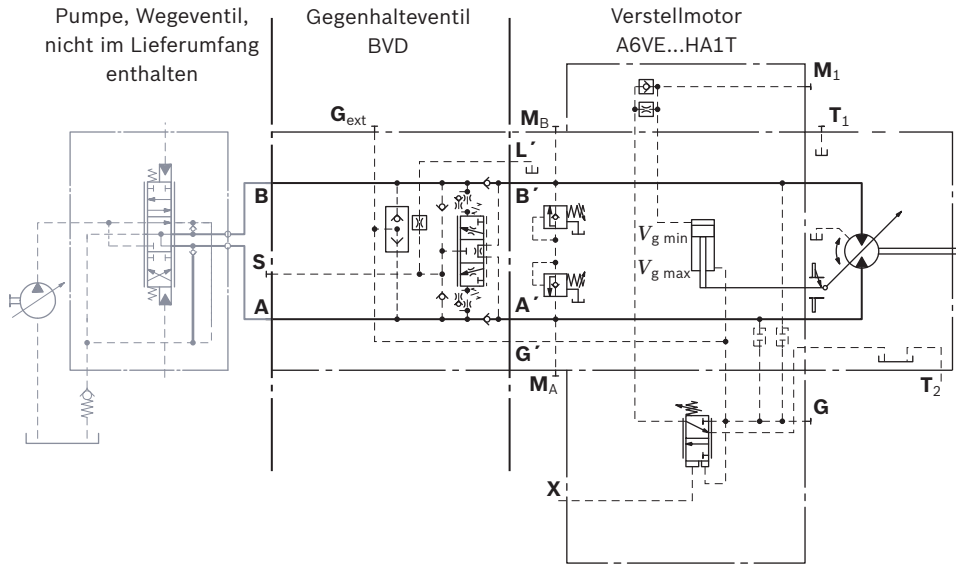 Pumpe, Wegeventil,
nicht im Lieferumfang
enthalten
Gegenhalteventil
BVD
Verstellmotor
A6VE...HA1T
M1
Gext
MB
T1
L´
B
B´
Vg min
S
Vg max
A
A´
G´
MA
T2
G
X